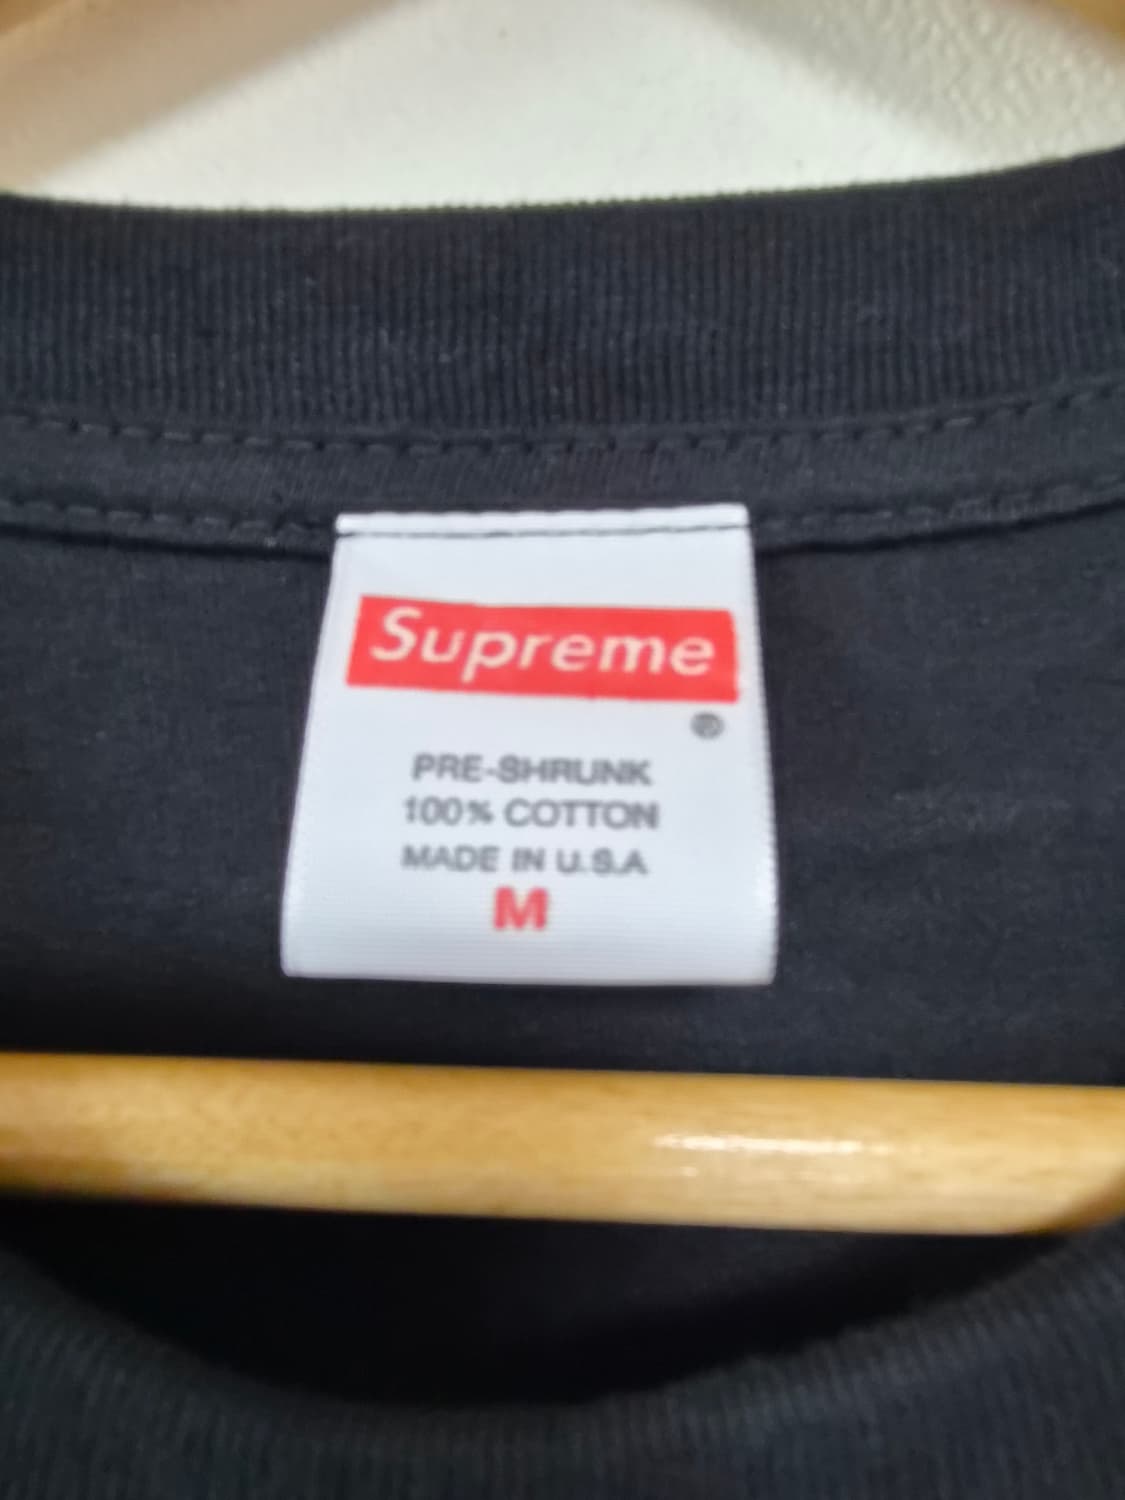 Supreme
®
PRE-SHRUNK
100% COTTON
MADE IN U.S.A
M